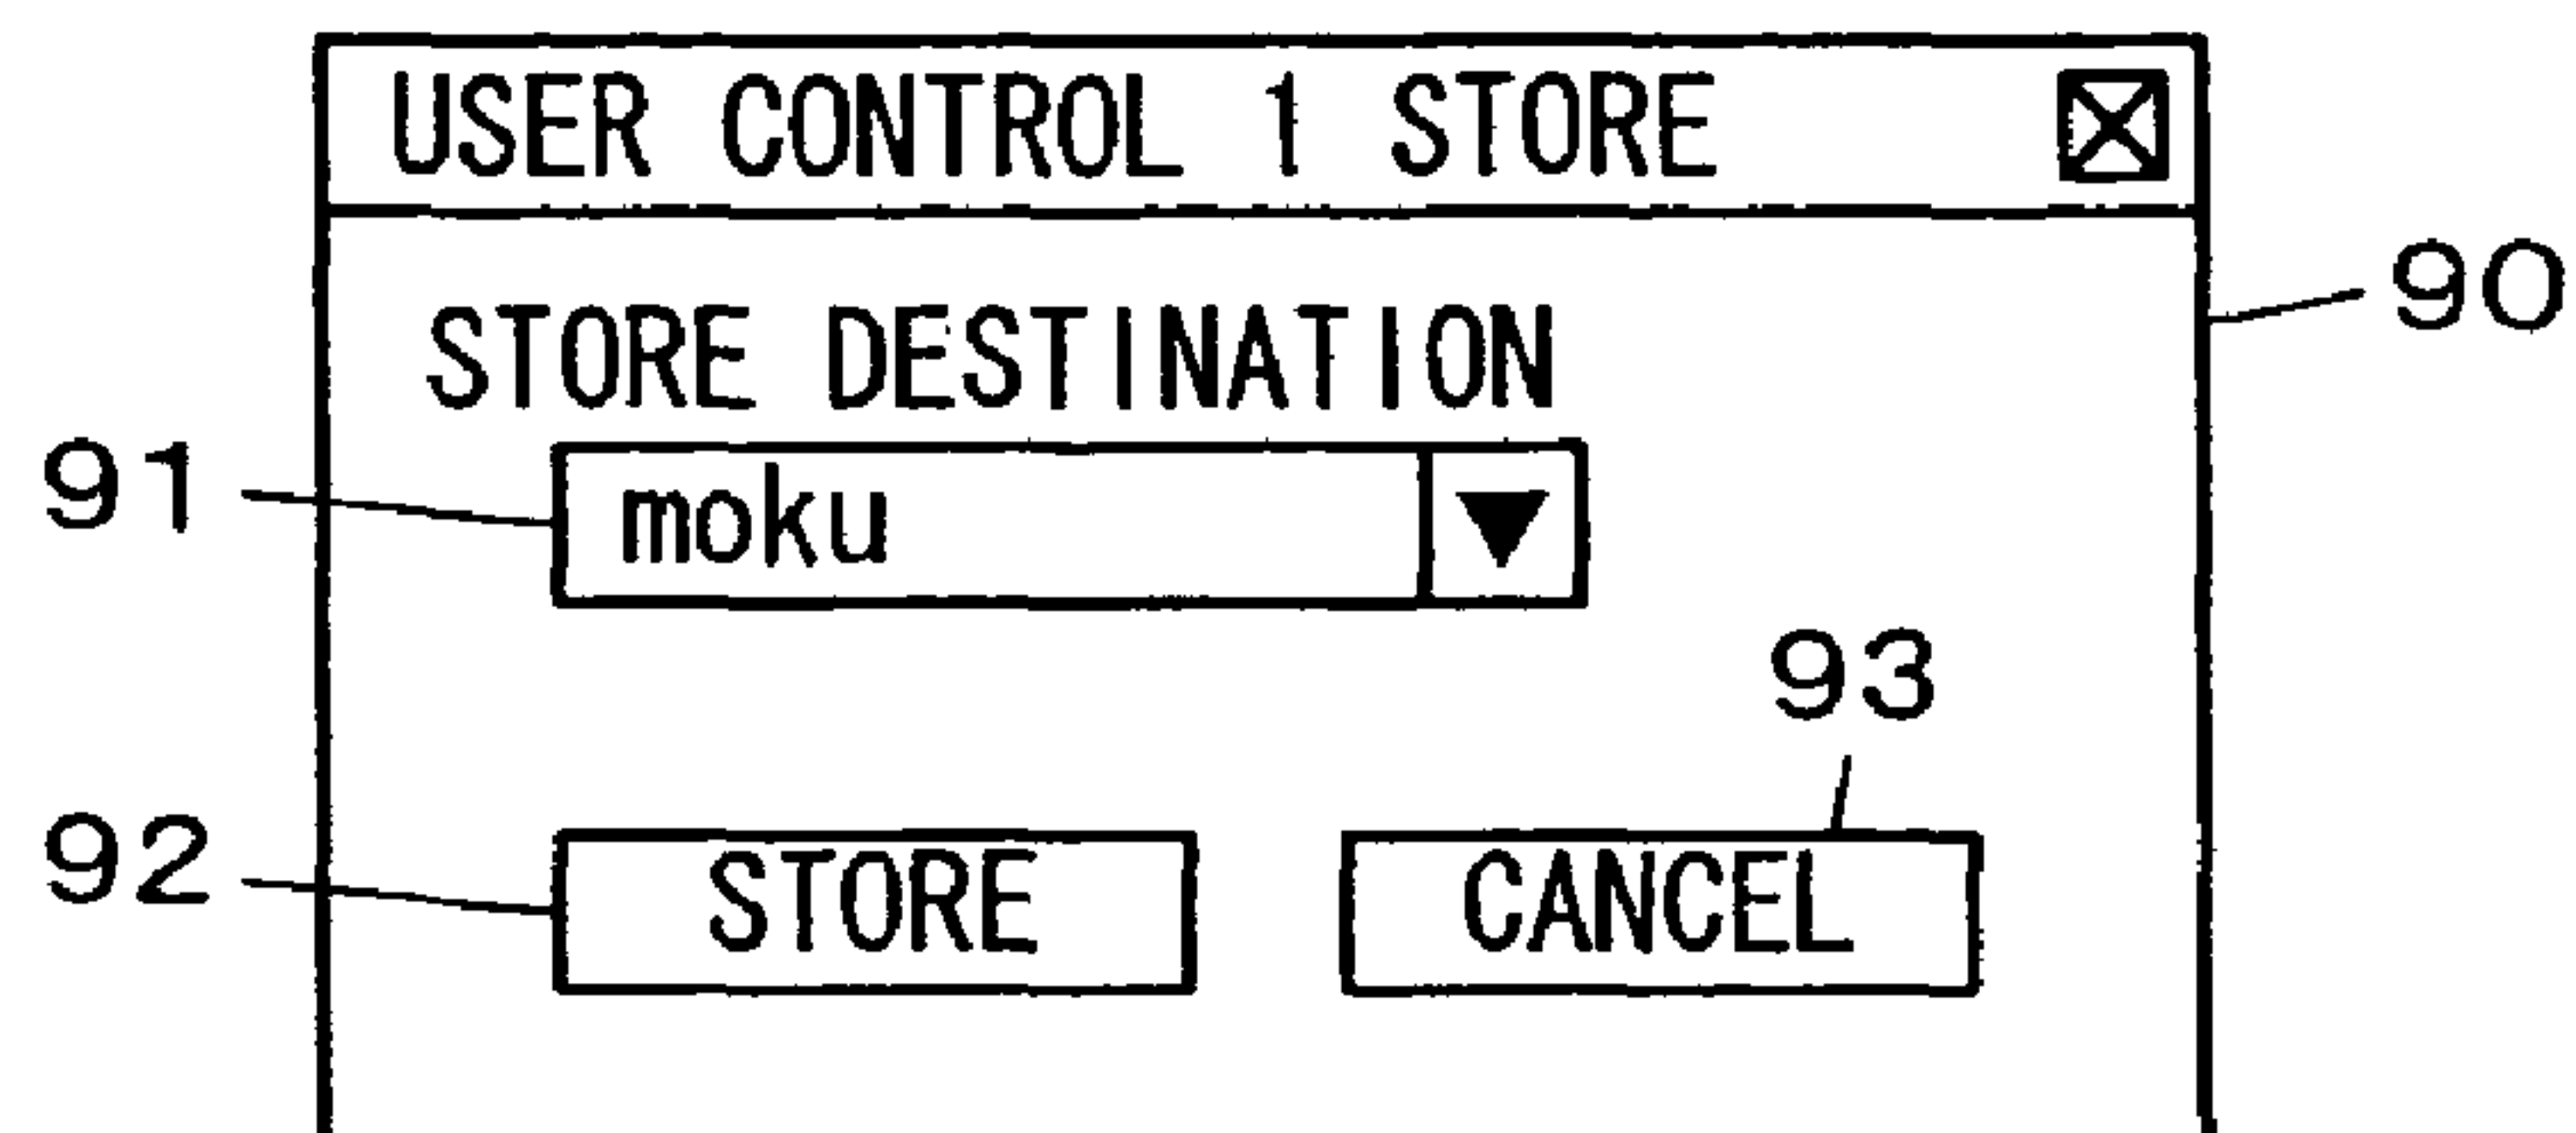 USER CONTROL 1 STORE
90
STORE DESTINATION
91
moku
93
92
STORE
CANCEL